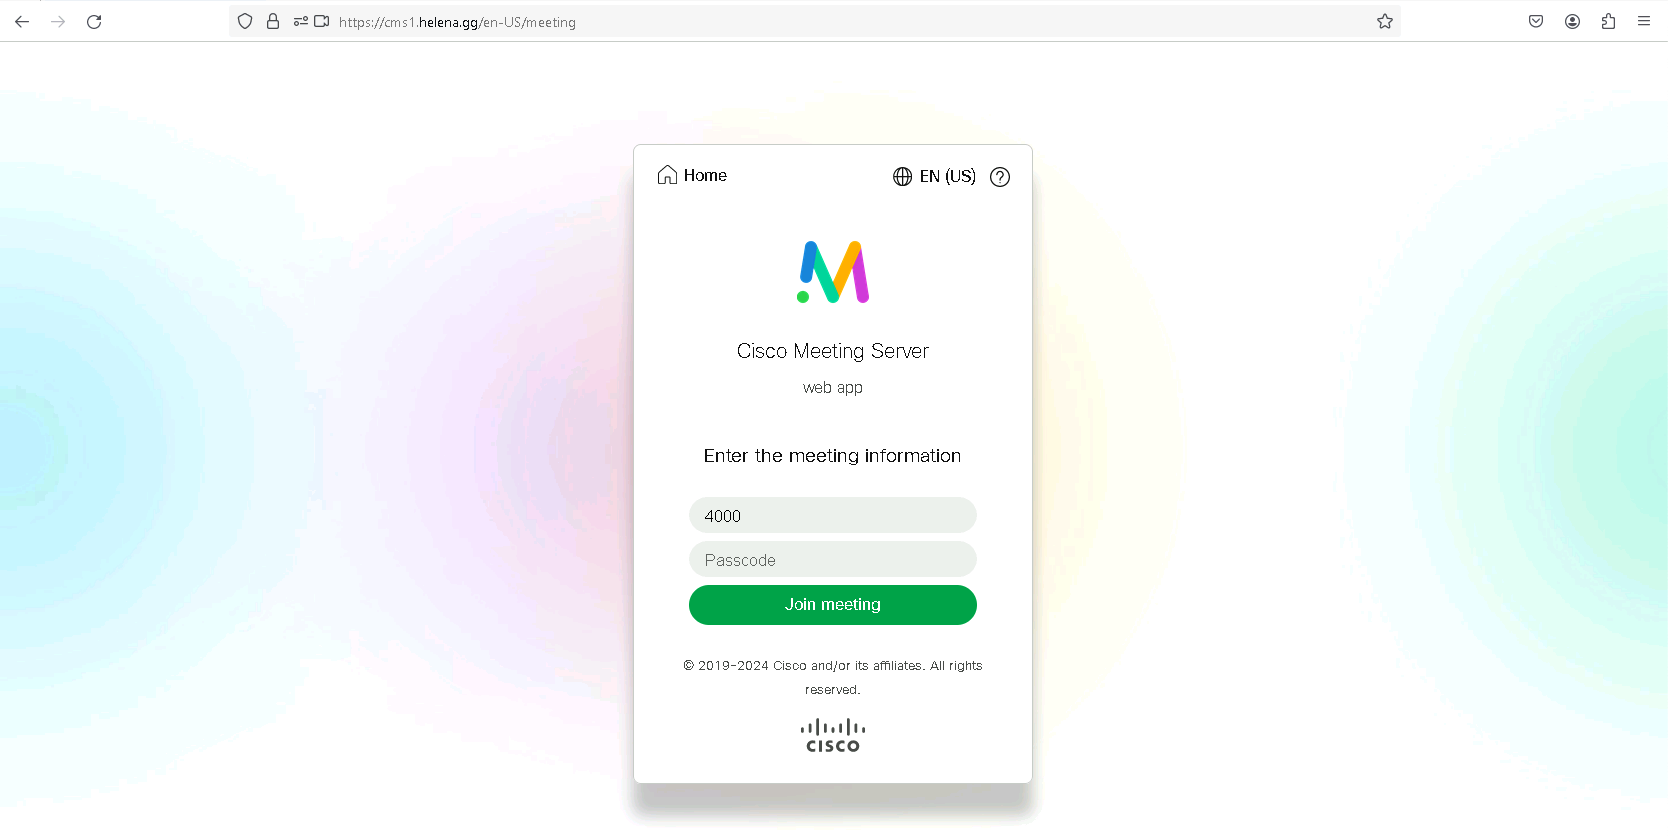 https://cms1.helena.gg/en-US/meeting
Home
EN (US)
Cisco Meeting Server
web app
Enter the meeting information
4000
Passcode
Join meeting
© 2019-2024 Cisco and/or its affiliates. All rights
reserved.
CISCO